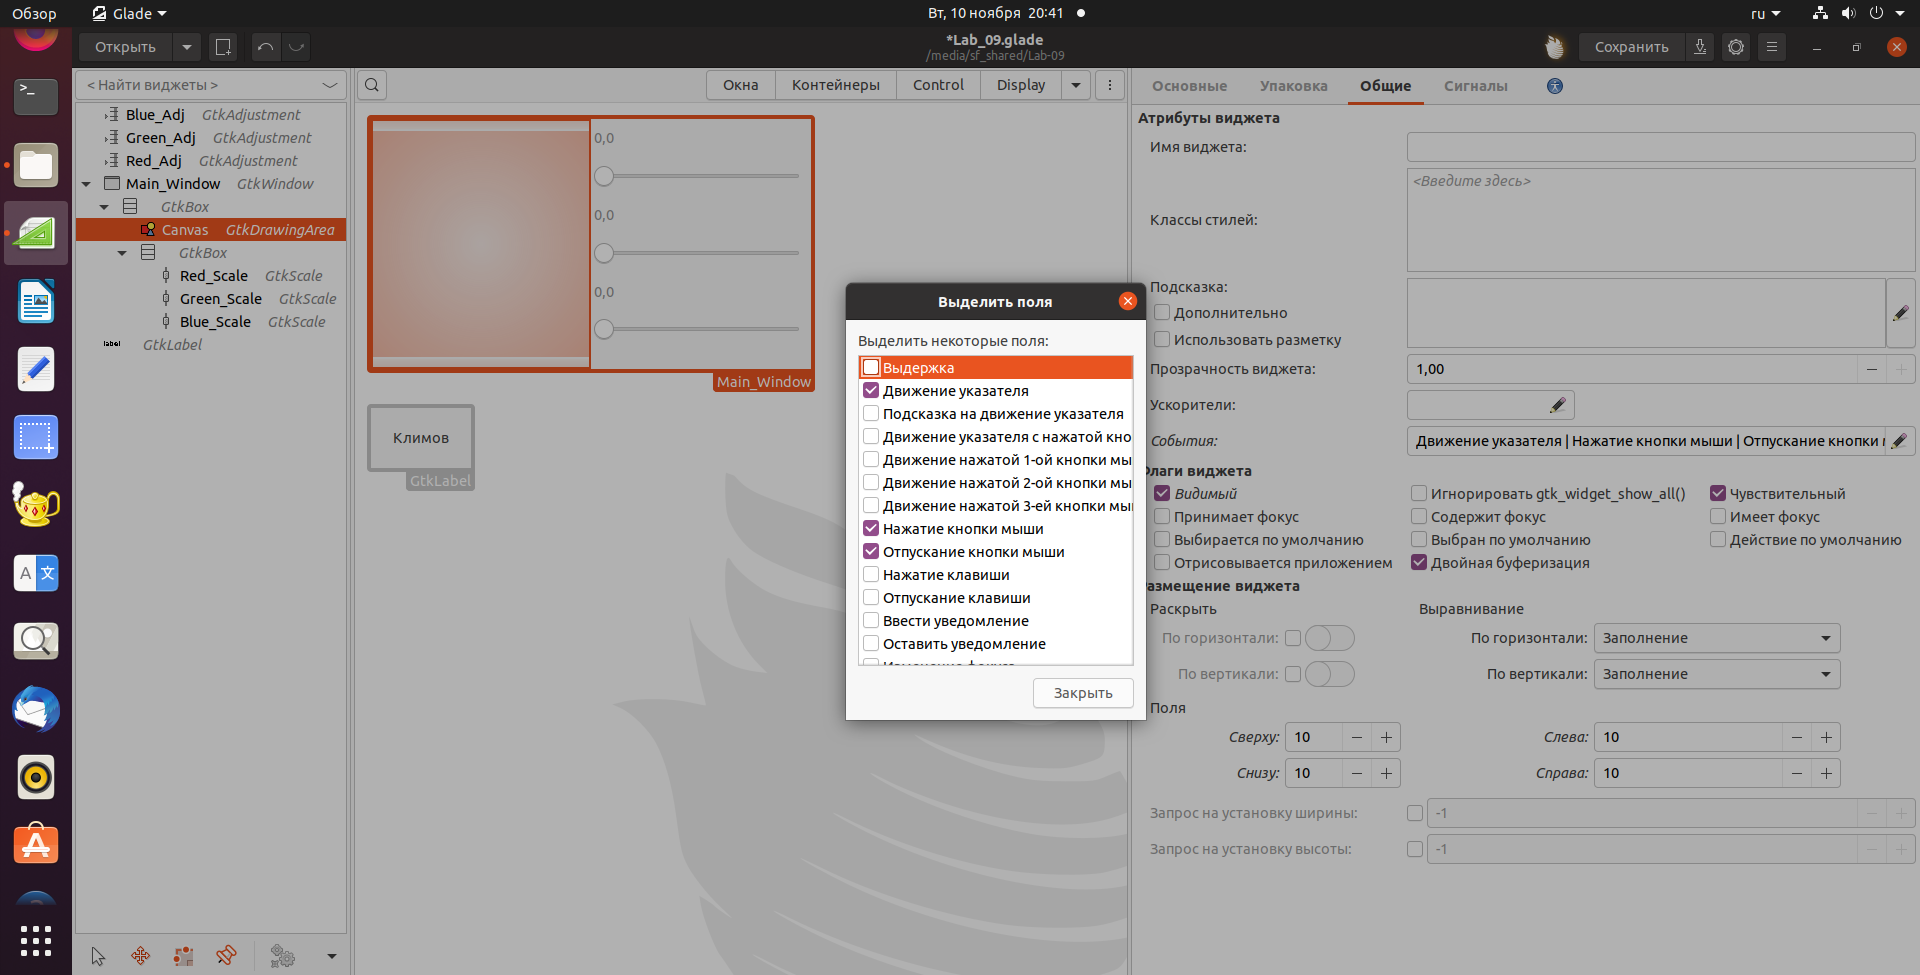 Обзор
Glade
Вт, 10 ноября 20:41
ru
Открыть
*Lab_09.glade
/media/sf_shared/Lab-09
Сохранить
< Найти виджеты >
Blue_Adj GtkAdjustment
Green_Adj GtkAdjustment
Red_Adj GtkAdjustment
Main_Window GtkWindow
GtkBox
Canvas GtkDrawingArea
GtkBox
Red_Scale GtkScale
Green_Scale GtkScale
Blue_Scale GtkScale
label GtkLabel
Окна
Контейнеры
Control
Display
0,0
0,0
0,0
Main_Window
Климов
GtkLabel
Выделить поля
Выделить некоторые поля:
Выдержка
Движение указателя
Подсказка на движение указателя
Движение указателя с нажатой кно
Движение нажатой 1-ой кнопки мы
Движение нажатой 2-ой кнопки мы
Движение нажатой 3-ей кнопки мы
Нажатие кнопки мыши
Отпускание кнопки мыши
Нажатие клавиши
Отпускание клавиши
Ввести уведомление
Оставить уведомление
Закрыть
Основные
Упаковка
Общие
Сигналы
Атрибуты виджета
Имя виджета:
<Введите здесь>
Классы стилей:
Подсказка:
Дополнительно
Использовать разметку
Прозрачность виджета: 1,00
Ускорители:
События: Движение указателя | Нажатие кнопки мыши | Отпускание кнопки
Флаги виджета
Видимый Игнорировать gtk_widget_show_all() Чувствительный
Принимает фокус Содержит фокус Имеет фокус
Выбирается по умолчанию Выбран по умолчанию Действие по умолчанию
Отрисовывается приложением Двойная буферизация
Размещение виджета
Раскрыть Выравнивание
По горизонтали: По горизонтали: Заполнение
По вертикали: По вертикали: Заполнение
Поля
Сверху: 10 Слева: 10
Снизу: 10 Справа: 10
Запрос на установку ширины: -1
Запрос на установку высоты: -1